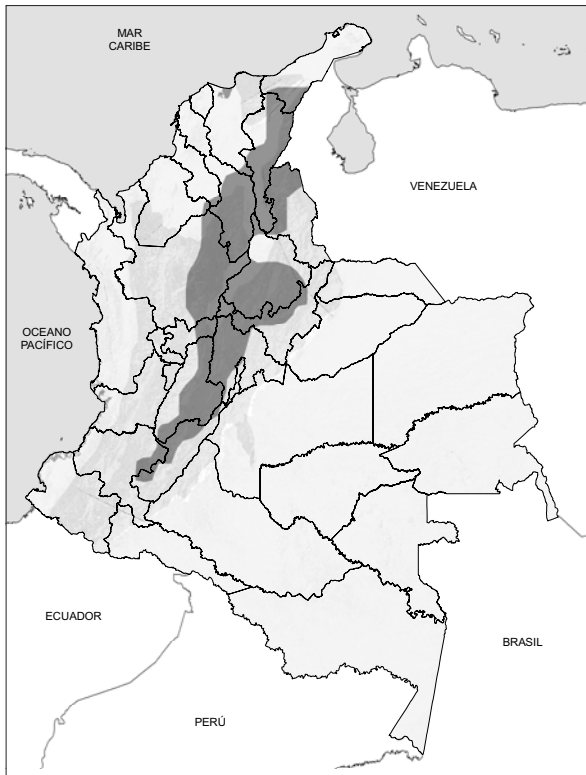 MAR
CARIBE
VENEZUELA
OCEANO
PACÍFICO
ECUADOR
BRASIL
PERÚ